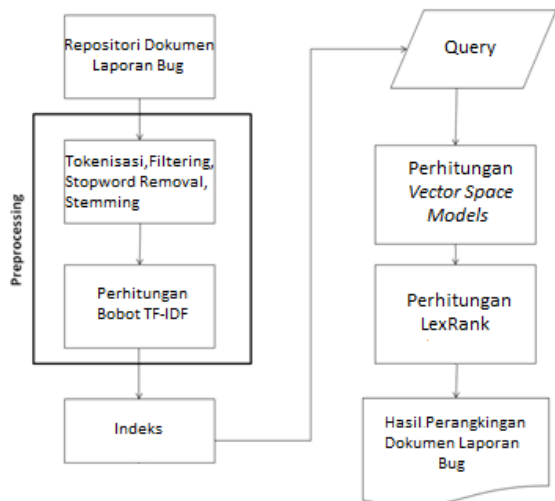 Repositori Dokumen
Laporan Bug
Preprocessing
Tokenisasi,Filtering,
Stopword Removal,
Stemming
Perhitungan
Bobot TF-IDF
Indeks
Query
Perhitungan
Vector Space
Models
Perhitungan
LexRank
Hasil Perangkingan
Dokumen Laporan
Bug